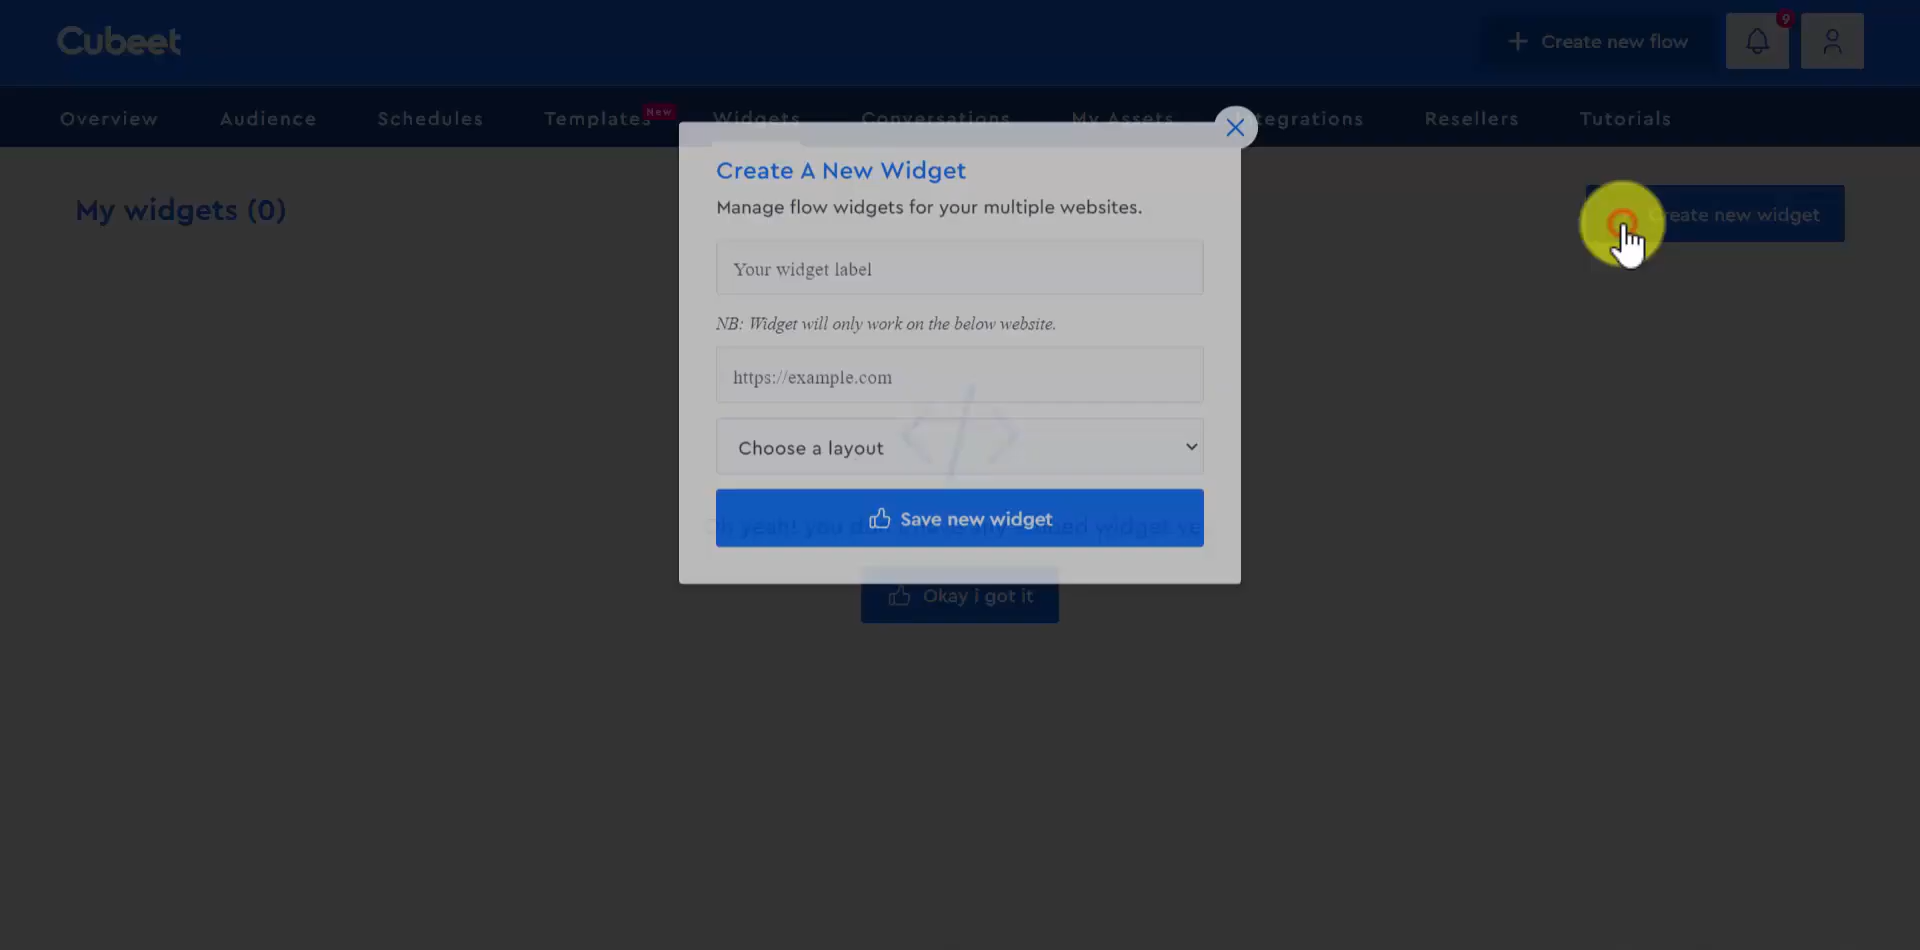 Cubeet
Create new flow
9
Overview
Audience
Schedules
Templates
New
Widgets
Conversations
My Assets
Integrations
Resellers
Tutorials
My widgets (0)
Create new widget
Create A New Widget
Manage flow widgets for your multiple websites.
Your widget label
NB: Widget will only work on the below website.
https://example.com
Choose a layout
Save new widget
Okay i got it